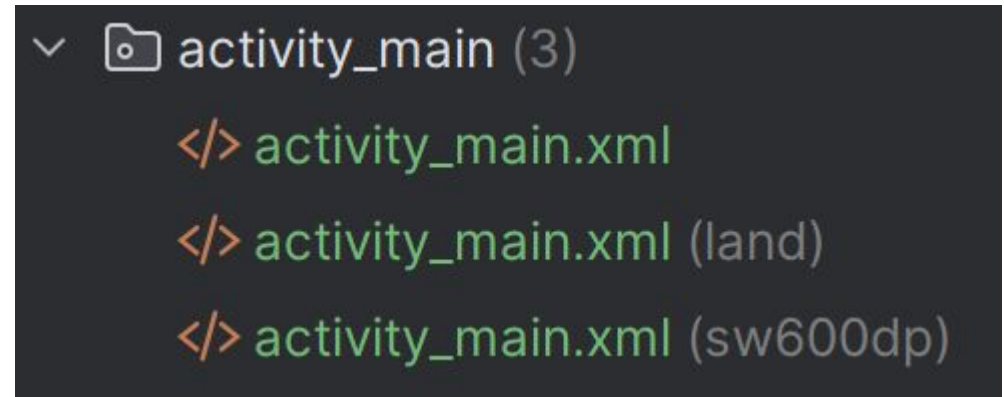 activity_main (3)
</> activity_main.xml
</> activity_main.xml (land)
</> activity_main.xml (sw600dp)